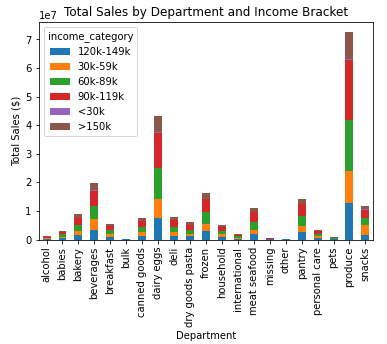 Total Sales by Department and Income Bracket
1e7
income_category
120k-149k
30k-59k
60k-89k
90k-119k
<30k
>150k
Total Sales ($)
7
6
5
4
3
2
1
0
alcohol
babies
bakery
beverages
breakfast
bulk
canned goods
dairy eggs
deli
dry goods pasta
frozen
household
international
meat seafood
missing
other
pantry
personal care
pets
produce
snacks
Department